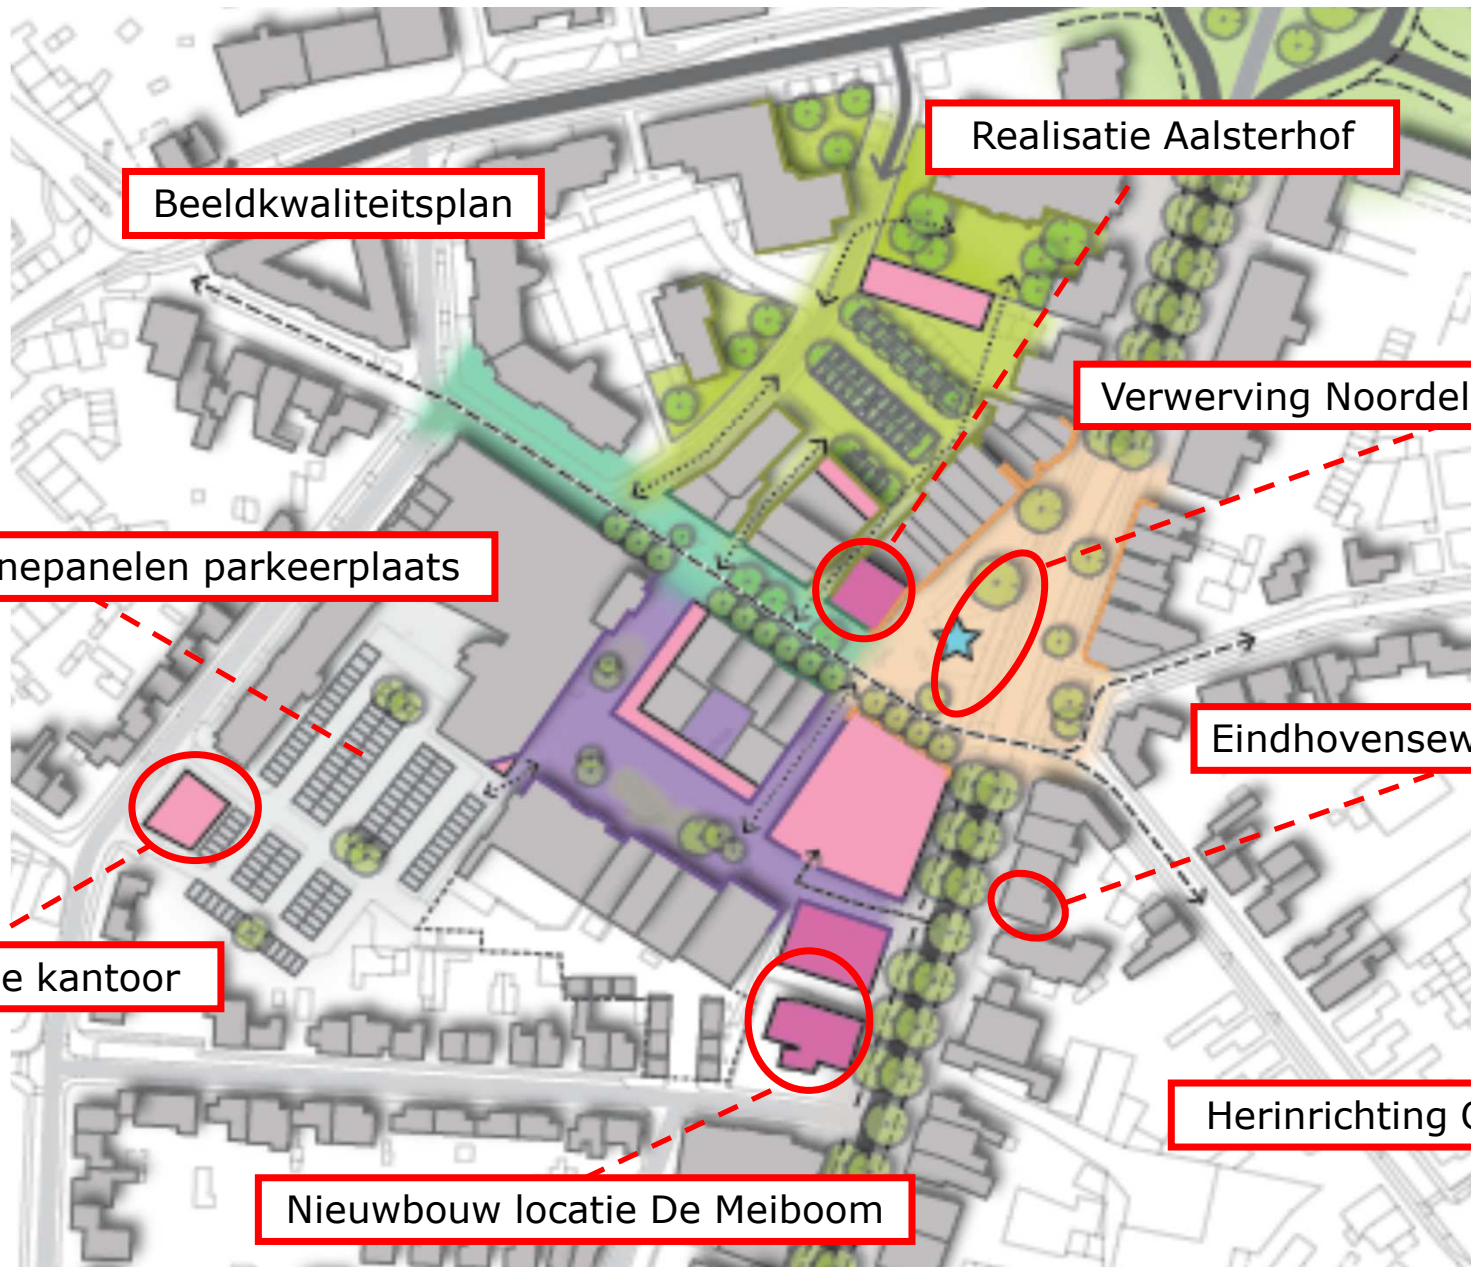 Realisatie Aalsterhof
Beeldkwaliteitsplan
Verwerving Noordel
nepanelen parkeerplaats
Eindhovensew
e kantoor
Herinrichting
Nieuwbouw locatie De Meiboom